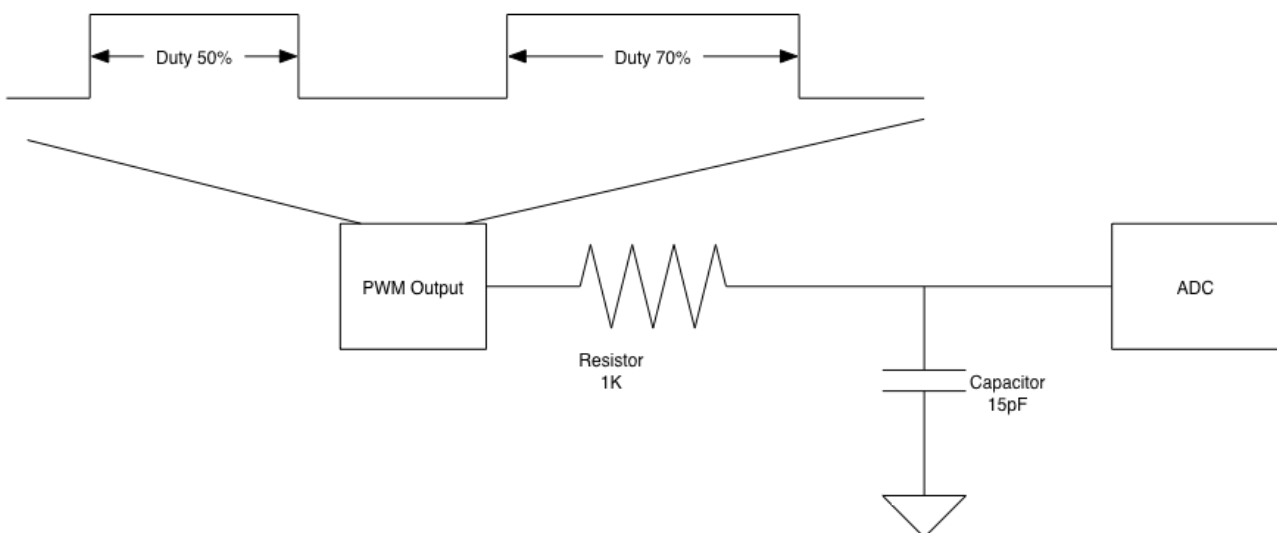 Duty 50%
Duty 70%
PWM Output
ADC
Resistor
1K
Capacitor
15pF